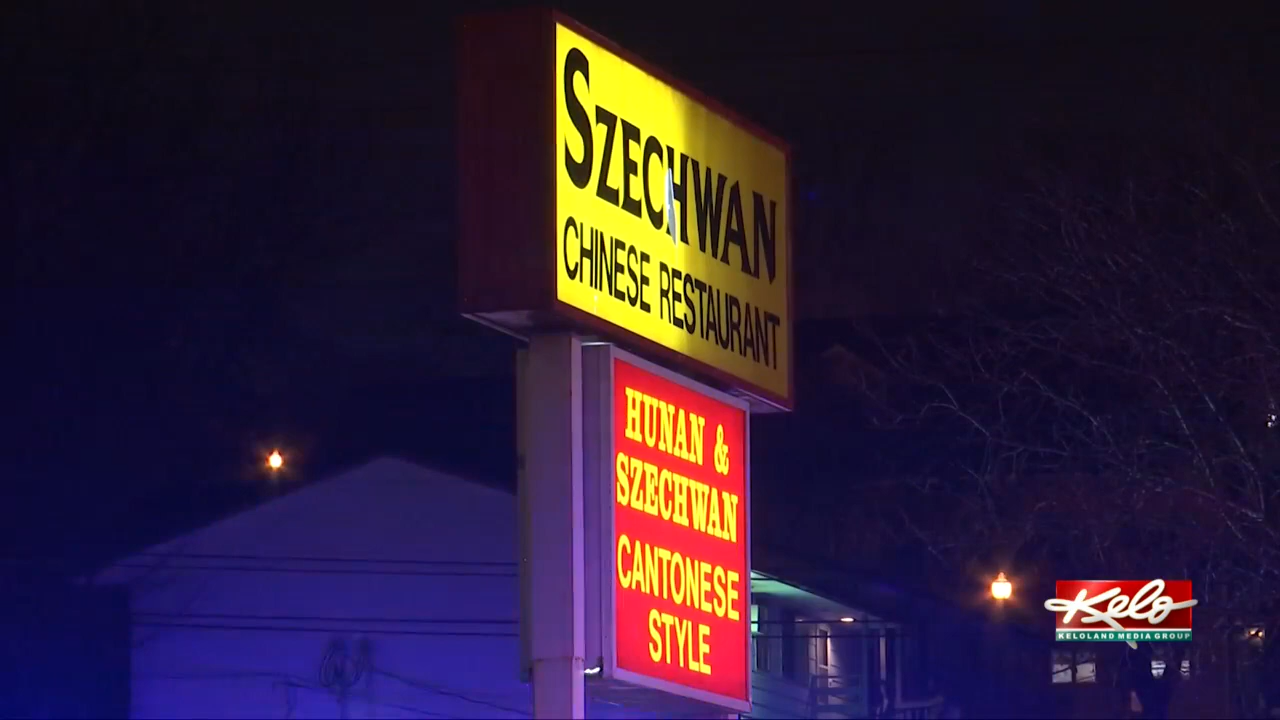 SZECHWAN
CHINESE RESTAURANT
HUNAN &
SZECHWAN
CANTONESE
STYLE
Kelo
KELOLAND MEDIA GROUP